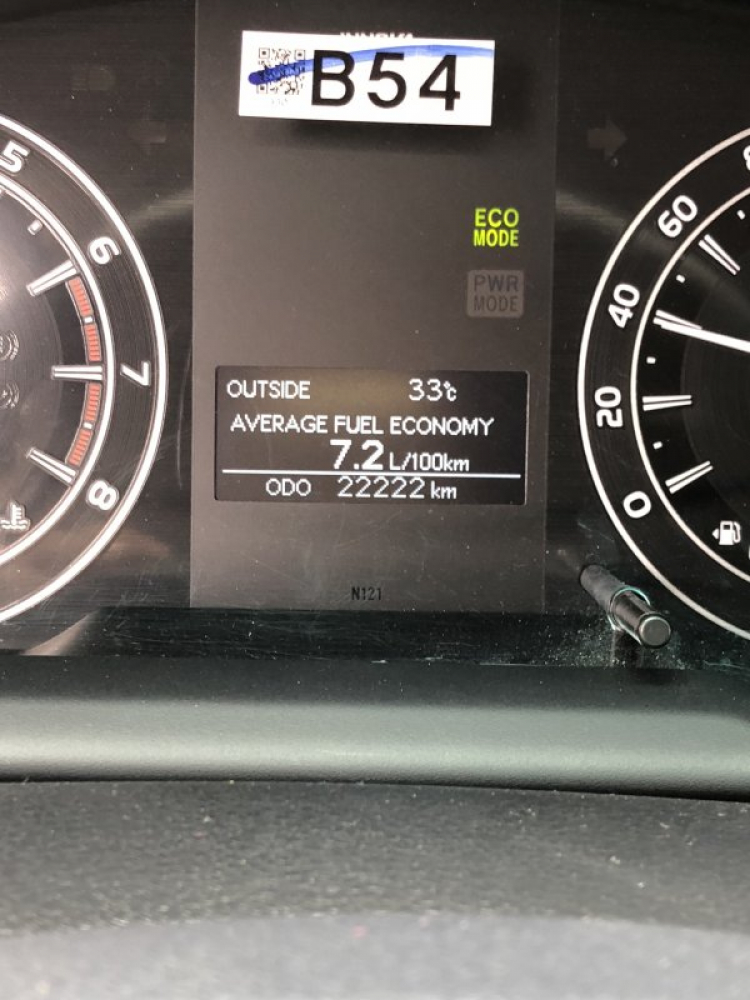 B54
5
6
7
8
ECO
MODE
PWR
MODE
OUTSIDE 33℃
AVERAGE FUEL ECONOMY
7.2 L/100km
ODO 22222 km
N121
60
40
20
0